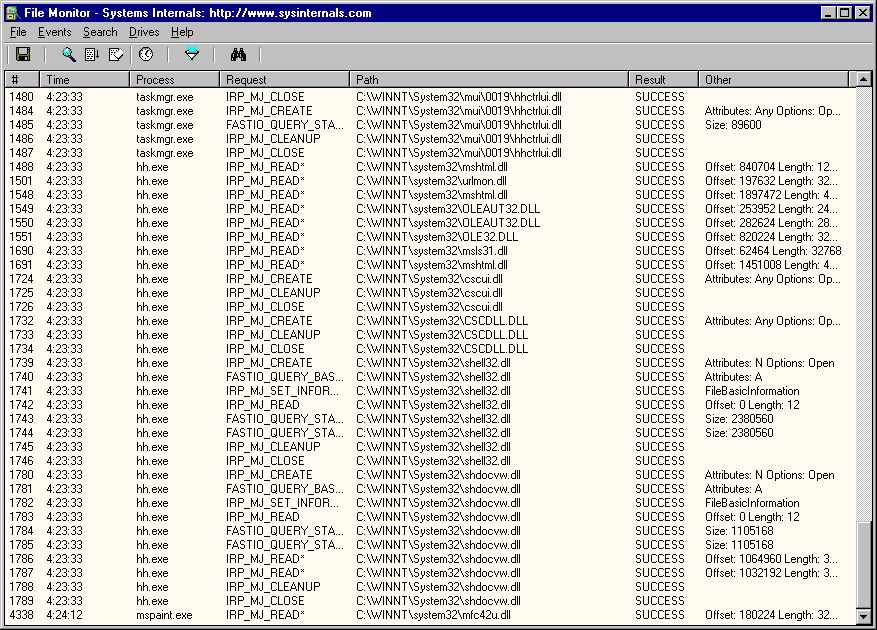 File Monitor - Systems Internals: http://www.sysinternals.com
File Events Search Drives Help
# Time Process Request Path Result Other
1480 4:23:33 taskmgr.exe IRP_MJ_CLOSE C:\WINNT\System32\mui\0019\hhctrlui.dll SUCCESS
1484 4:23:33 taskmgr.exe IRP_MJ_CREATE C:\WINNT\System32\mui\0019\hhctrlui.dll SUCCESS Attributes: Any Options: Op...
1485 4:23:33 taskmgr.exe FASTIO_QUERY_STA... C:\WINNT\System32\mui\0019\hhctrlui.dll SUCCESS Size: 89600
1486 4:23:33 taskmgr.exe IRP_MJ_CLEANUP C:\WINNT\System32\mui\0019\hhctrlui.dll SUCCESS
1487 4:23:33 taskmgr.exe IRP_MJ_CLOSE C:\WINNT\System32\mui\0019\hhctrlui.dll SUCCESS
1488 4:23:33 hh.exe IRP_MJ_READ* C:\WINNT\system32\mshtml.dll SUCCESS Offset: 840704 Length: 12...
1501 4:23:33 hh.exe IRP_MJ_READ* C:\WINNT\system32\urlmon.dll SUCCESS Offset: 197632 Length: 32...
1548 4:23:33 hh.exe IRP_MJ_READ* C:\WINNT\system32\mshtml.dll SUCCESS Offset: 1897472 Length: 4...
1549 4:23:33 hh.exe IRP_MJ_READ* C:\WINNT\system32\OLEAUT32.DLL SUCCESS Offset: 253952 Length: 24...
1550 4:23:33 hh.exe IRP_MJ_READ* C:\WINNT\system32\OLEAUT32.DLL SUCCESS Offset: 282624 Length: 28...
1551 4:23:33 hh.exe IRP_MJ_READ* C:\WINNT\system32\OLE32.DLL SUCCESS Offset: 820224 Length: 32...
1690 4:23:33 hh.exe IRP_MJ_READ* C:\WINNT\system32\msls31.dll SUCCESS Offset: 62464 Length: 32768
1691 4:23:33 hh.exe IRP_MJ_READ* C:\WINNT\system32\mshtml.dll SUCCESS Offset: 1451008 Length: 4...
1724 4:23:33 hh.exe IRP_MJ_CREATE C:\WINNT\System32\cscui.dll SUCCESS Attributes: Any Options: Op...
1725 4:23:33 hh.exe IRP_MJ_CLEANUP C:\WINNT\System32\cscui.dll SUCCESS
1726 4:23:33 hh.exe IRP_MJ_CLOSE C:\WINNT\System32\cscui.dll SUCCESS
1732 4:23:33 hh.exe IRP_MJ_CREATE C:\WINNT\System32\CSCDLL.DLL SUCCESS Attributes: Any Options: Op...
1733 4:23:33 hh.exe IRP_MJ_CLEANUP C:\WINNT\System32\CSCDLL.DLL SUCCESS
1734 4:23:33 hh.exe IRP_MJ_CLOSE C:\WINNT\System32\CSCDLL.DLL SUCCESS
1739 4:23:33 hh.exe IRP_MJ_CREATE C:\WINNT\System32\shell32.dll SUCCESS Attributes: N Options: Open
1740 4:23:33 hh.exe FASTIO_QUERY_BAS... C:\WINNT\System32\shell32.dll SUCCESS Attributes: A
1741 4:23:33 hh.exe IRP_MJ_SET_INFOR... C:\WINNT\System32\shell32.dll SUCCESS FileBasicInformation
1742 4:23:33 hh.exe IRP_MJ_READ C:\WINNT\System32\shell32.dll SUCCESS Offset: 0 Length: 12
1743 4:23:33 hh.exe FASTIO_QUERY_STA... C:\WINNT\System32\shell32.dll SUCCESS Size: 2380560
1744 4:23:33 hh.exe FASTIO_QUERY_STA... C:\WINNT\System32\shell32.dll SUCCESS Size: 2380560
1745 4:23:33 hh.exe IRP_MJ_CLEANUP C:\WINNT\System32\shell32.dll SUCCESS
1746 4:23:33 hh.exe IRP_MJ_CLOSE C:\WINNT\System32\shell32.dll SUCCESS
1780 4:23:33 hh.exe IRP_MJ_CREATE C:\WINNT\System32\shdocvw.dll SUCCESS Attributes: N Options: Open
1781 4:23:33 hh.exe FASTIO_QUERY_BAS... C:\WINNT\System32\shdocvw.dll SUCCESS Attributes: A
1782 4:23:33 hh.exe IRP_MJ_SET_INFOR... C:\WINNT\System32\shdocvw.dll SUCCESS FileBasicInformation
1783 4:23:33 hh.exe IRP_MJ_READ C:\WINNT\System32\shdocvw.dll SUCCESS Offset: 0 Length: 12
1784 4:23:33 hh.exe FASTIO_QUERY_STA... C:\WINNT\System32\shdocvw.dll SUCCESS Size: 1105168
1785 4:23:33 hh.exe FASTIO_QUERY_STA... C:\WINNT\System32\shdocvw.dll SUCCESS Size: 1105168
1786 4:23:33 hh.exe IRP_MJ_READ* C:\WINNT\System32\shdocvw.dll SUCCESS Offset: 1064960 Length: 3...
1787 4:23:33 hh.exe IRP_MJ_READ* C:\WINNT\System32\shdocvw.dll SUCCESS Offset: 1032192 Length: 3...
1788 4:23:33 hh.exe IRP_MJ_CLEANUP C:\WINNT\System32\shdocvw.dll SUCCESS
1789 4:23:33 hh.exe IRP_MJ_CLOSE C:\WINNT\System32\shdocvw.dll SUCCESS
4338 4:24:12 mspaint.exe IRP_MJ_READ* C:\WINNT\system32\mfc42u.dll SUCCESS Offset: 180224 Length: 32...